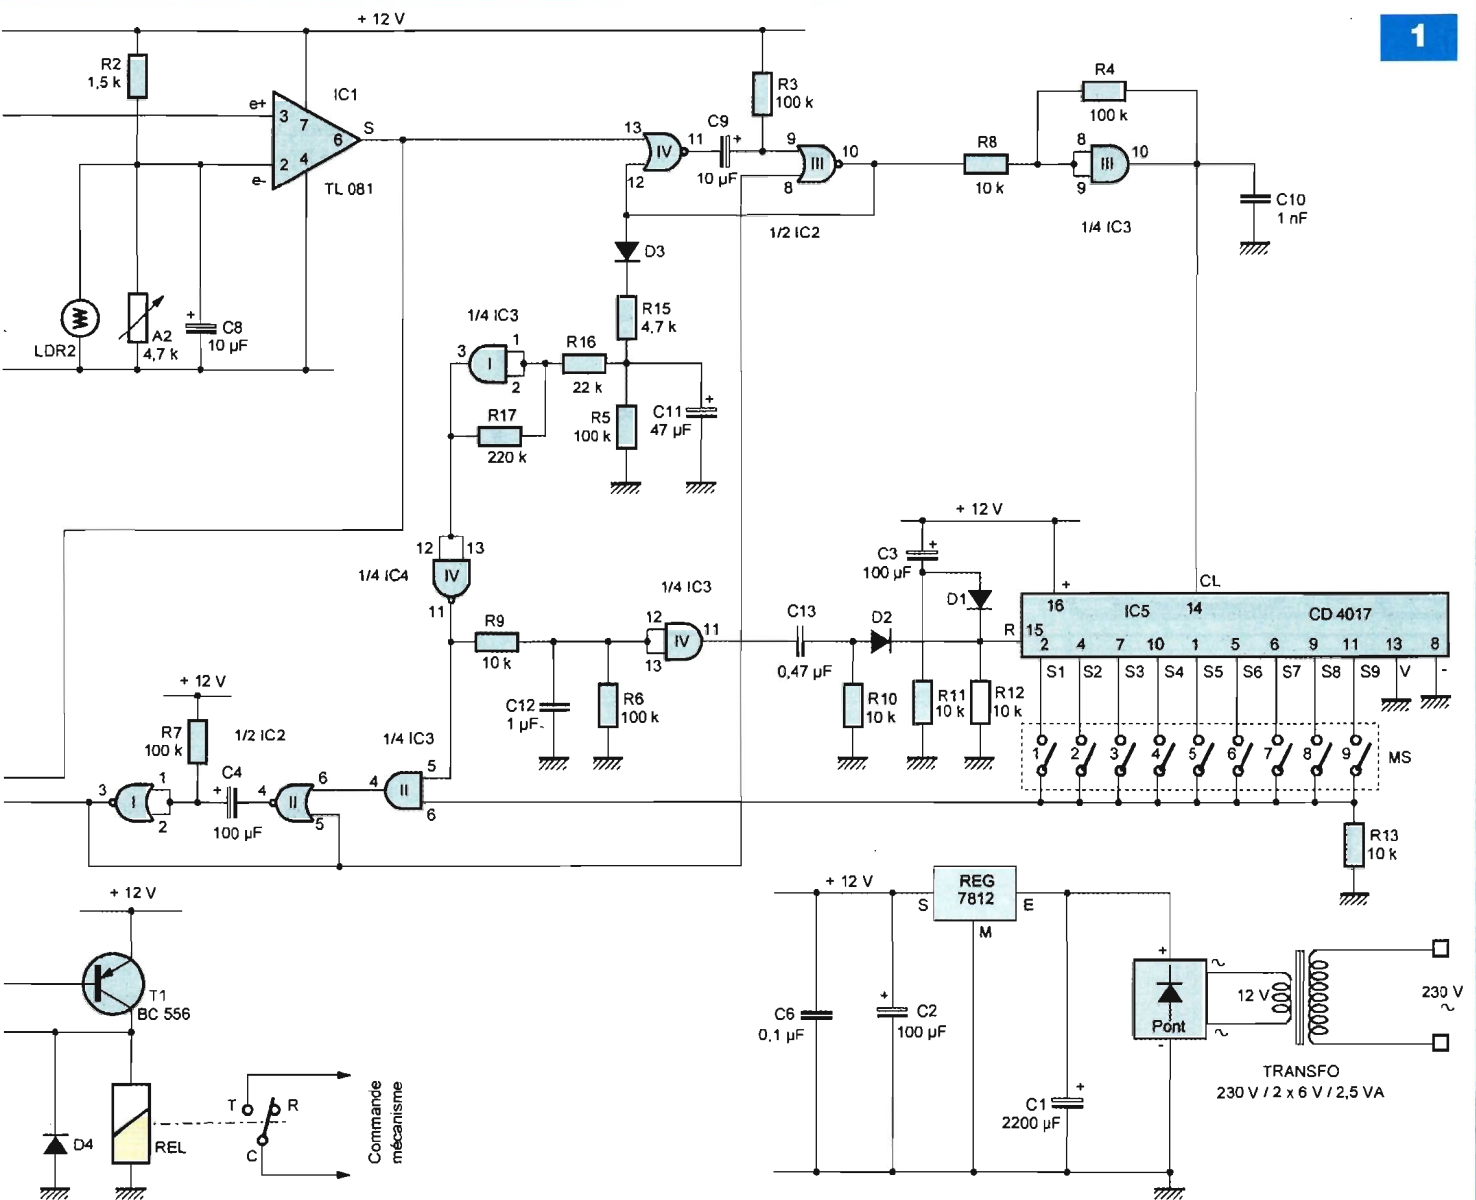 1
+ 12 V
R2
1,5 k
IC1
e+
3
7
6
S
2
4
e-
TL 081
LDR2
A2
4,7 k
+
C8
10 µF
R3
100 k
C9
+
10 µF
13
IV
11
12
9
III
10
8
1/2 IC2
R4
100 k
R8
10 k
8
III
10
9
1/4 IC3
C10
1 nF
D3
R15
4,7 k
1/4 IC3
3
I
1
2
R16
22 k
R17
220 k
R5
100 k
C11
+
47 µF
12
13
1/4 IC4
IV
11
R9
10 k
C12
1 µF
R6
100 k
1/4 IC3
12
IV
11
13
C13
0,47 µF
D2
R10
10 k
+ 12 V
C3
+
100 µF
D1
R11
10 k
R12
10 k
+
CL
16
IC5
14
CD 4017
R
15
2
4
7
10
1
5
6
9
11
13
8
S1
S2
S3
S4
S5
S6
S7
S8
S9
V
-
1
2
3
4
5
6
7
8
9
MS
R13
10 k
+ 12 V
R7
100 k
1/2 IC2
3
I
1
2
+
C4
100 µF
4
II
6
5
1/4 IC3
4
II
5
6
+ 12 V
T1
BC 556
D4
REL
T
R
C
Commande
mécanisme
+ 12 V
S
REG
7812
E
M
C6
0,1 µF
+
C2
100 µF
+
C1
2200 µF
+
Pont
-
~
~
12 V
230 V
~
TRANSFO
230 V / 2 x 6 V / 2,5 VA